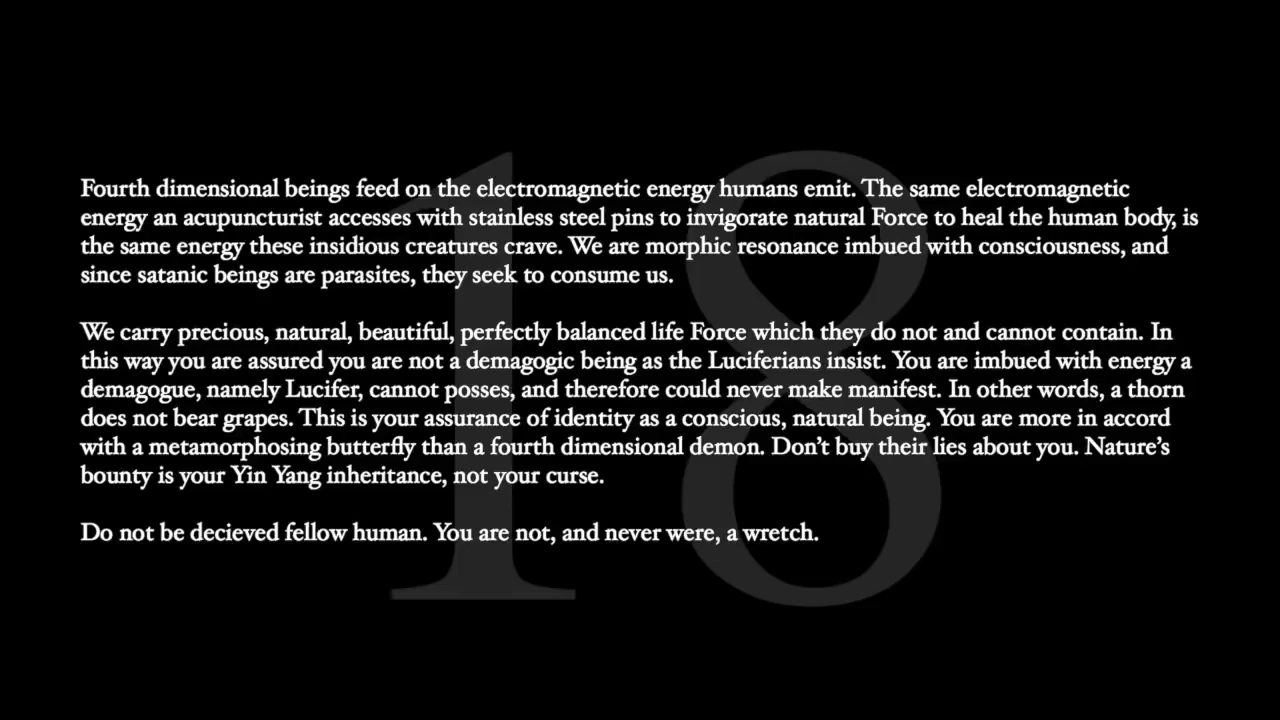 Fourth dimensional beings feed on the electromagnetic energy humans emit. The same electromagnetic
energy an acupuncturist accesses with stainless steel pins to invigorate natural Force to heal the human body, is
the same energy these insidious creatures crave. We are morphic resonance imbued with consciousness, and
since satanic beings are parasites, they seek to consume us.
We carry precious, natural, beautiful, perfectly balanced life Force which they do not and cannot contain. In
this way you are assured you are not a demagogic being as the Luciferians insist. You are imbued with energy a
demagogue, namely Lucifer, cannot posses, and therefore could never make manifest. In other words, a thorn
does not bear grapes. This is your assurance of identity as a conscious, natural being. You are more in accord
with a metamorphosing butterfly than a fourth dimensional demon. Don’t buy their lies about you. Nature’s
bounty is your Yin Yang inheritance, not your curse.
Do not be decieved fellow human. You are not, and never were, a wretch.
18